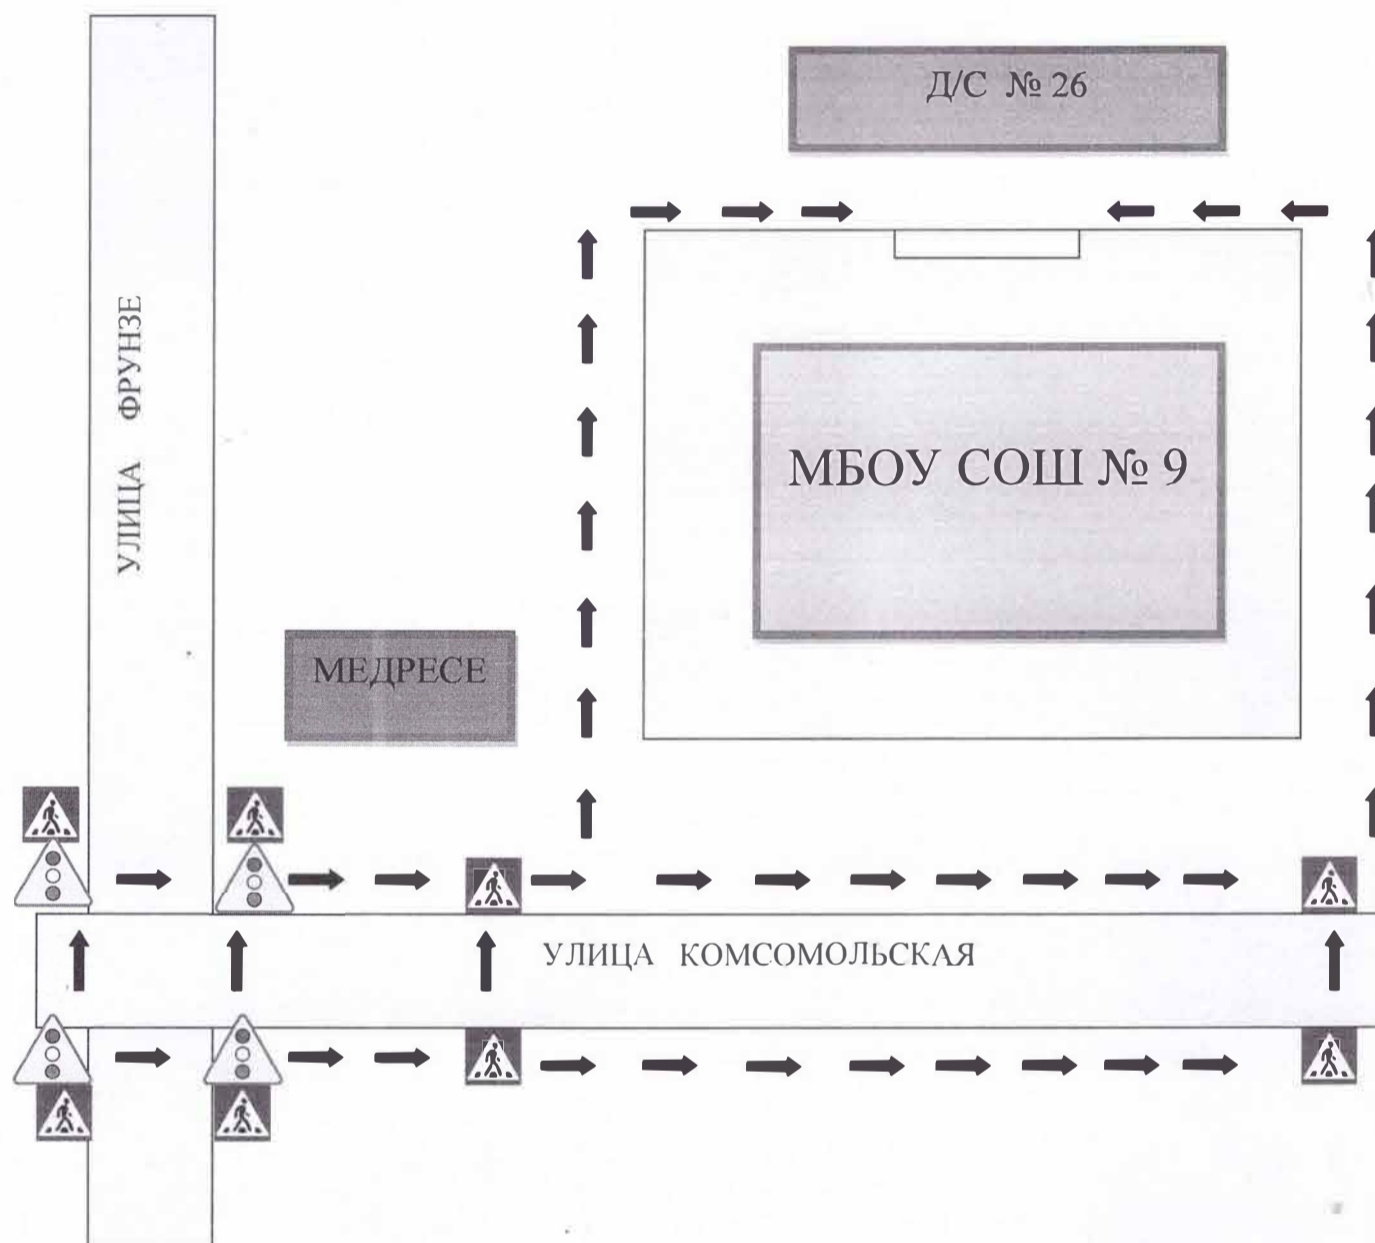 Д/С № 26
УЛИЦА ФРУНЗЕ
МБОУ СОШ № 9
МЕДРЕСЕ
УЛИЦА КОМСОМОЛЬСКАЯ